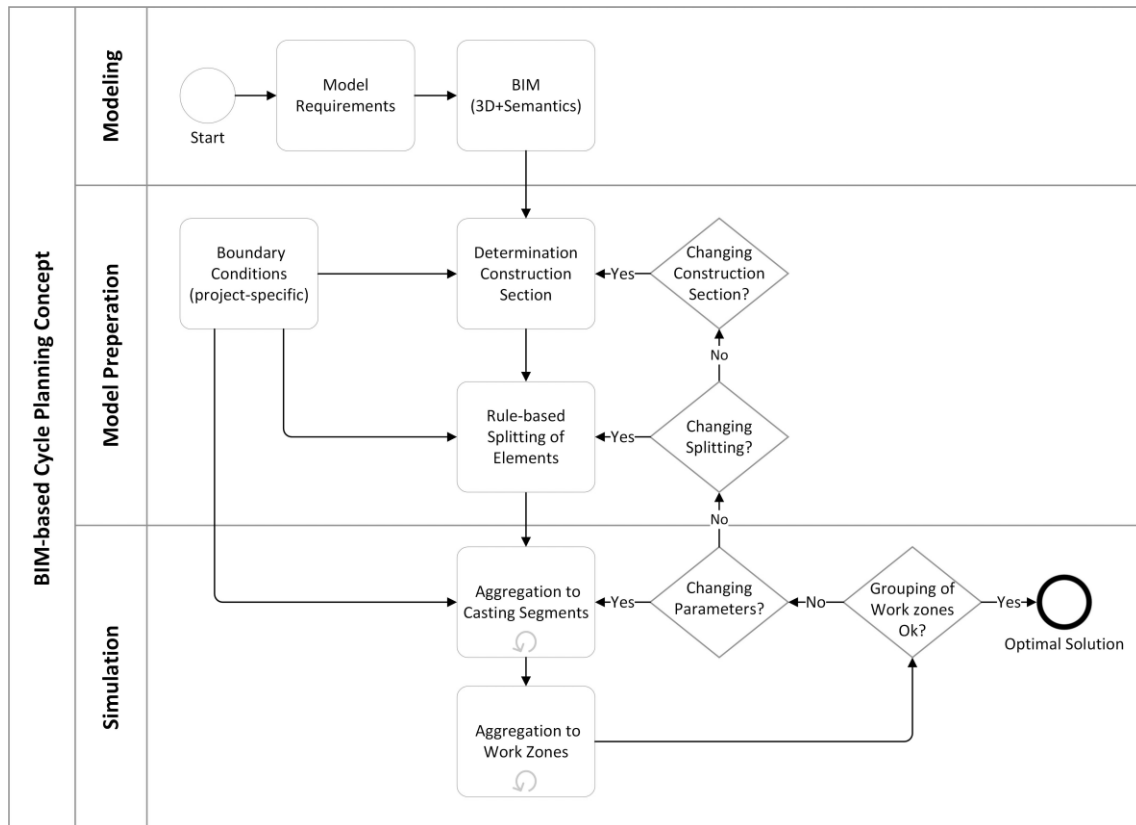 BIM-based Cycle Planning Concept
Modeling
Start
Model
Requirements
BIM
(3D+Semantics)
Model Preperation
Boundary
Conditions
(project-specific)
Determination
Construction
Section
Yes
Changing
Construction
Section?
No
Rule-based
Splitting of
Elements
Yes
Changing
Splitting?
No
Simulation
Aggregation to
Casting Segments
Yes
Changing
Parameters?
No
Grouping of
Work zones
Ok?
Yes
Optimal Solution
Aggregation to
Work Zones